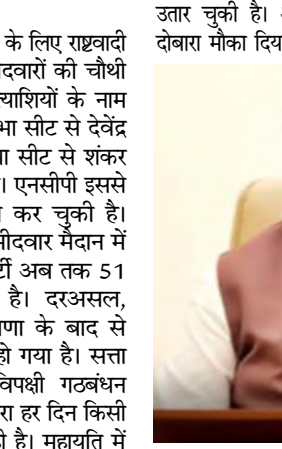 के लिए राष्ट्रवादी
दवारों की चौथी
त्याशियों के नाम
भा सीट से देवेंद्र
ा सीट से शंकर
। एनसीपी इससे
कर चुकी है।
मीदवार मैदान में
र्टी अब तक 51
है। दरअसल,
णा के बाद से
हो गया है। सत्ता
विपक्षी गठबंधन
रा हर दिन किसी
ही है। महायुति में
उतार चुकी है।
दोबारा मौका दिय